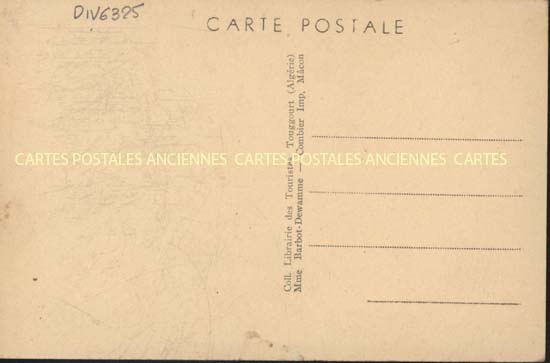 DIV6325
CARTE POSTALE
Coll. Librairie des Touristes Touggourt (Algérie)
Mme Barbot-Dewamme — Combier Imp. Mâcon
CARTES POSTALES ANCIENNES CARTES POSTALES ANCIENNES CARTES